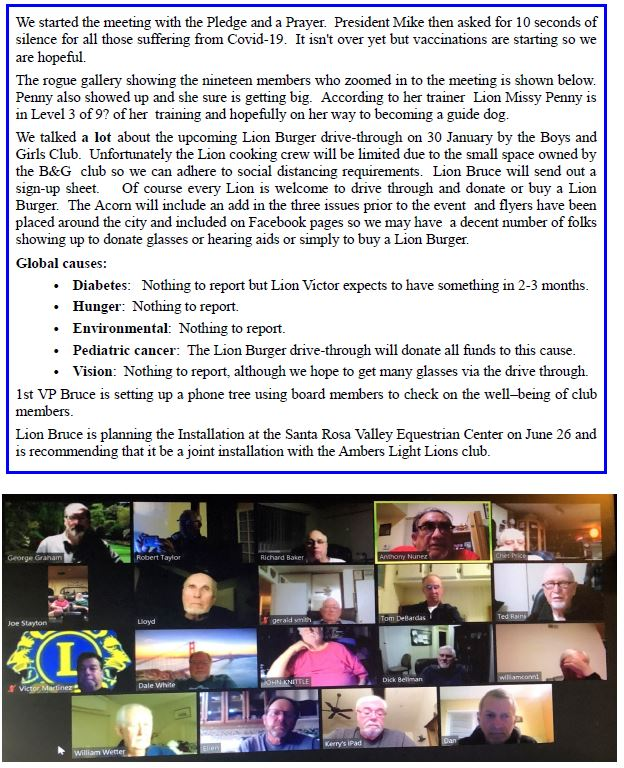 We started the meeting with the Pledge and a Prayer. President Mike then asked for 10 seconds of
silence for all those suffering from Covid-19. It isn't over yet but vaccinations are starting so we
are hopeful.
The rogue gallery showing the nineteen members who zoomed in to the meeting is shown below.
Penny also showed up and she sure is getting big. According to her trainer Lion Missy Penny is
in Level 3 of 9? of her training and hopefully on her way to becoming a guide dog.
We talked a lot about the upcoming Lion Burger drive-through on 30 January by the Boys and
Girls Club. Unfortunately the Lion cooking crew will be limited due to the small space owned by
the B&G club so we can adhere to social distancing requirements. Lion Bruce will send out a
sign-up sheet. Of course every Lion is welcome to drive through and donate or buy a Lion
Burger. The Acorn will include an add in the three issues prior to the event and flyers have been
placed around the city and included on Facebook pages so we may have a decent number of folks
showing up to donate glasses or hearing aids or simply to buy a Lion Burger.
Global causes:
• Diabetes: Nothing to report but Lion Victor expects to have something in 2-3 months.
• Hunger: Nothing to report.
• Environmental: Nothing to report.
• Pediatric cancer: The Lion Burger drive-through will donate all funds to this cause.
• Vision: Nothing to report, although we hope to get many glasses via the drive through.
1st VP Bruce is setting up a phone tree using board members to check on the well–being of club
members.
Lion Bruce is planning the Installation at the Santa Rosa Valley Equestrian Center on June 26 and
is recommending that it be a joint installation with the Ambers Light Lions club.
George Graham
Robert Taylor
Richard Baker
Anthony Nunez
Chet Price
Joe Stayton
Lloyd
gerald smith
Tom DeBardas
Ted Rains
L
Victor Martinez
Dale White
JOHN KNITTLE
Dick Bellman
williamconn1
William Wetter
Ellen
Kerry's iPad
Dan